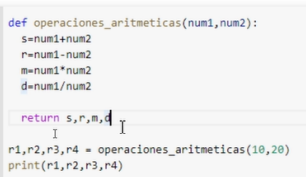 def operaciones_aritmeticas(num1,num2):
  s=num1+num2
  r=num1-num2
  m=num1*num2
  d=num1/num2
  return s,r,m,d
r1,r2,r3,r4 = operaciones_aritmeticas(10,20)
print(r1,r2,r3,r4)